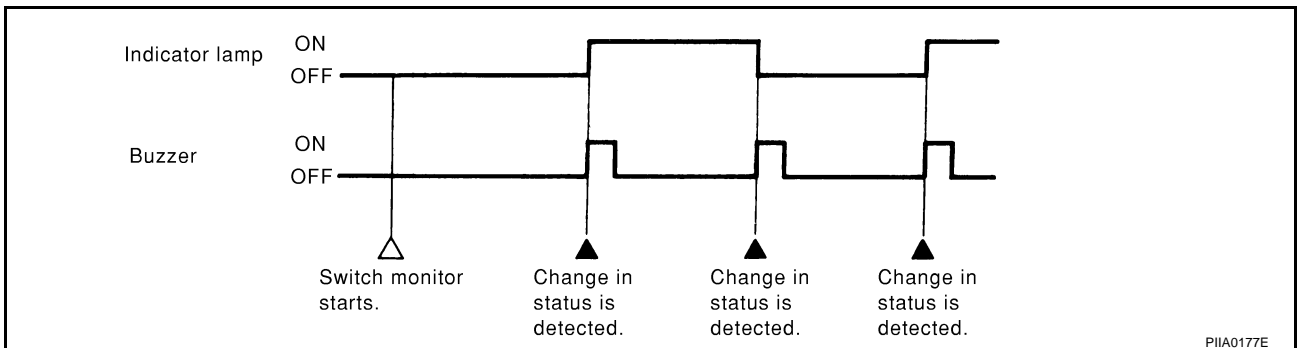 Indicator lamp
ON
OFF
Buzzer
ON
OFF
Switch monitor
starts.
Change in
status is
detected.
Change in
status is
detected.
Change in
status is
detected.
PIIA0177E